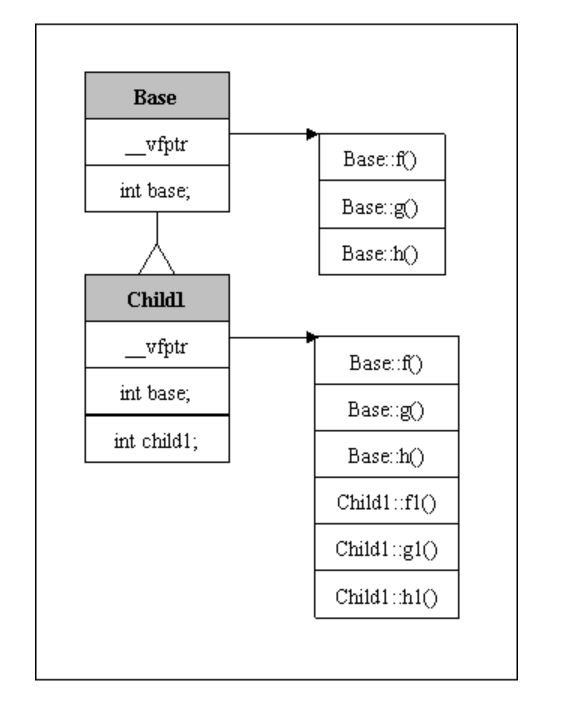 Base
__vfptr
int base;
Base::f()
Base::g()
Base::h()
Child1
__vfptr
int base;
int child1;
Base::f()
Base::g()
Base::h()
Child1::f1()
Child1::g1()
Child1::h1()